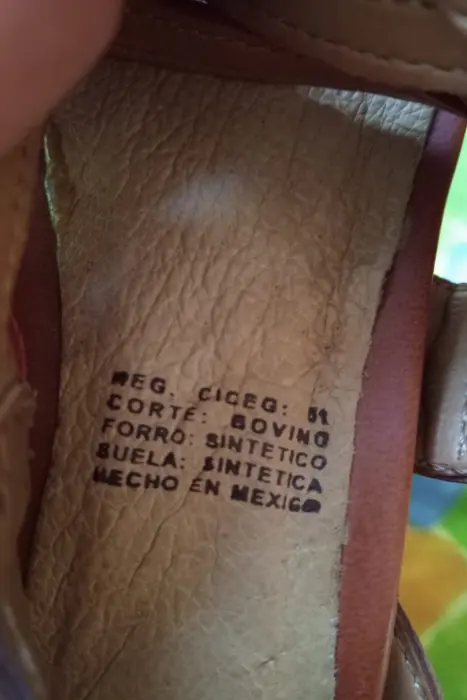 REG. CICEG: 51
CORTE: BOVINO
FORRO: SINTETICO
SUELA: SINTETICA
HECHO EN MEXICO